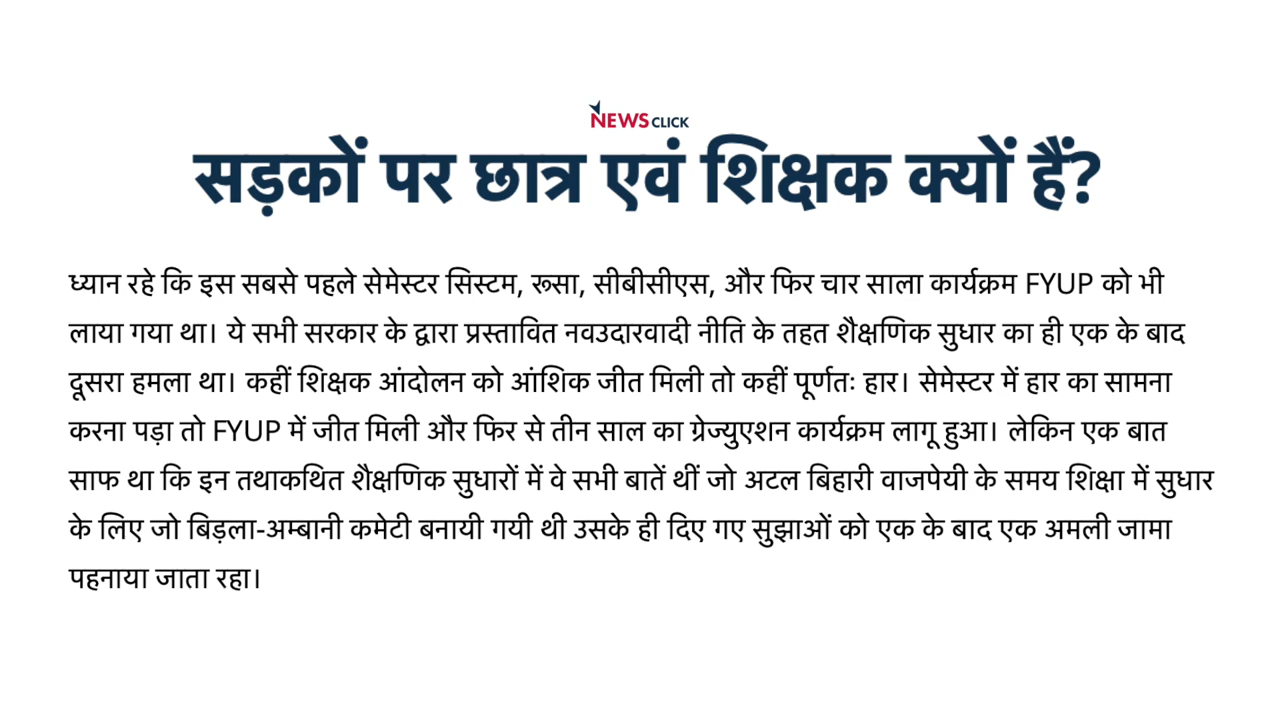 NEWSCLICK
सड़कों पर छात्र एवं शिक्षक क्यों हैं?
ध्यान रहे कि इस सबसे पहले सेमेस्टर सिस्टम, रूसा, सीबीसीएस, और फिर चार साला कार्यक्रम FYUP को भी
लाया गया था। ये सभी सरकार के द्वारा प्रस्तावित नवउदारवादी नीति के तहत शैक्षणिक सुधार का ही एक के बाद
दूसरा हमला था। कहीं शिक्षक आंदोलन को आंशिक जीत मिली तो कहीं पूर्णतः हार। सेमेस्टर में हार का सामना
करना पड़ा तो FYUP में जीत मिली और फिर से तीन साल का ग्रेज्युएशन कार्यक्रम लागू हुआ। लेकिन एक बात
साफ था कि इन तथाकथित शैक्षणिक सुधारों में वे सभी बातें थीं जो अटल बिहारी वाजपेयी के समय शिक्षा में सुधार
के लिए जो बिड़ला-अम्बानी कमेटी बनायी गयी थी उसके ही दिए गए सुझाओं को एक के बाद एक अमली जामा
पहनाया जाता रहा।